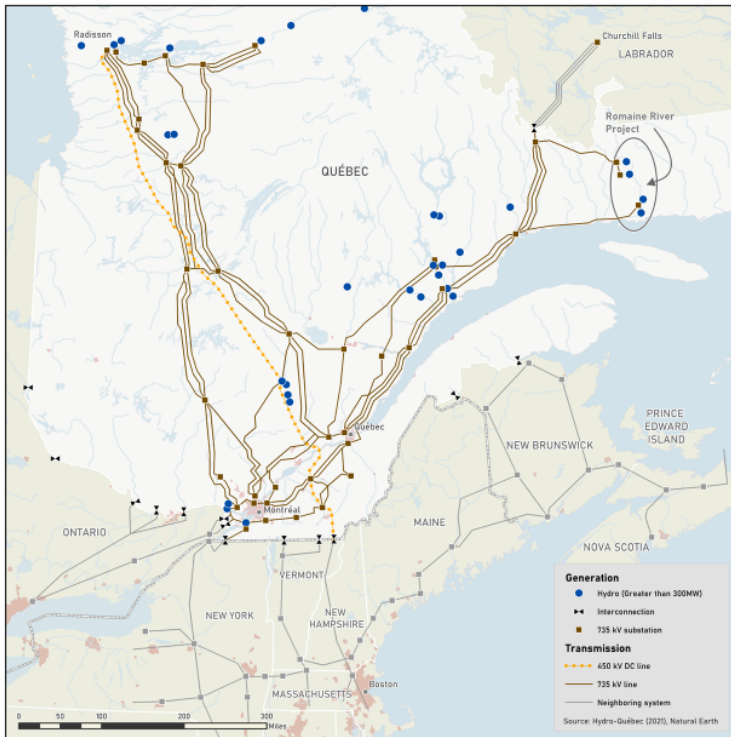 Radisson
Churchill Falls
LABRADOR
Romaine River
Project
QUÉBEC
Québec
PRINCE
EDWARD
ISLAND
NEW BRUNSWICK
Montréal
ONTARIO
MAINE
NOVA SCOTIA
VERMONT
NEW YORK
NEW
HAMPSHIRE
MASSACHUSETTS
Boston
Generation
Hydro (Greater than 300MW)
Interconnection
735 kV substation
Transmission
450 kV DC line
735 kV line
Neighboring system
Source: Hydro-Québec (2021), Natural Earth
0 50 100 200 300
Miles